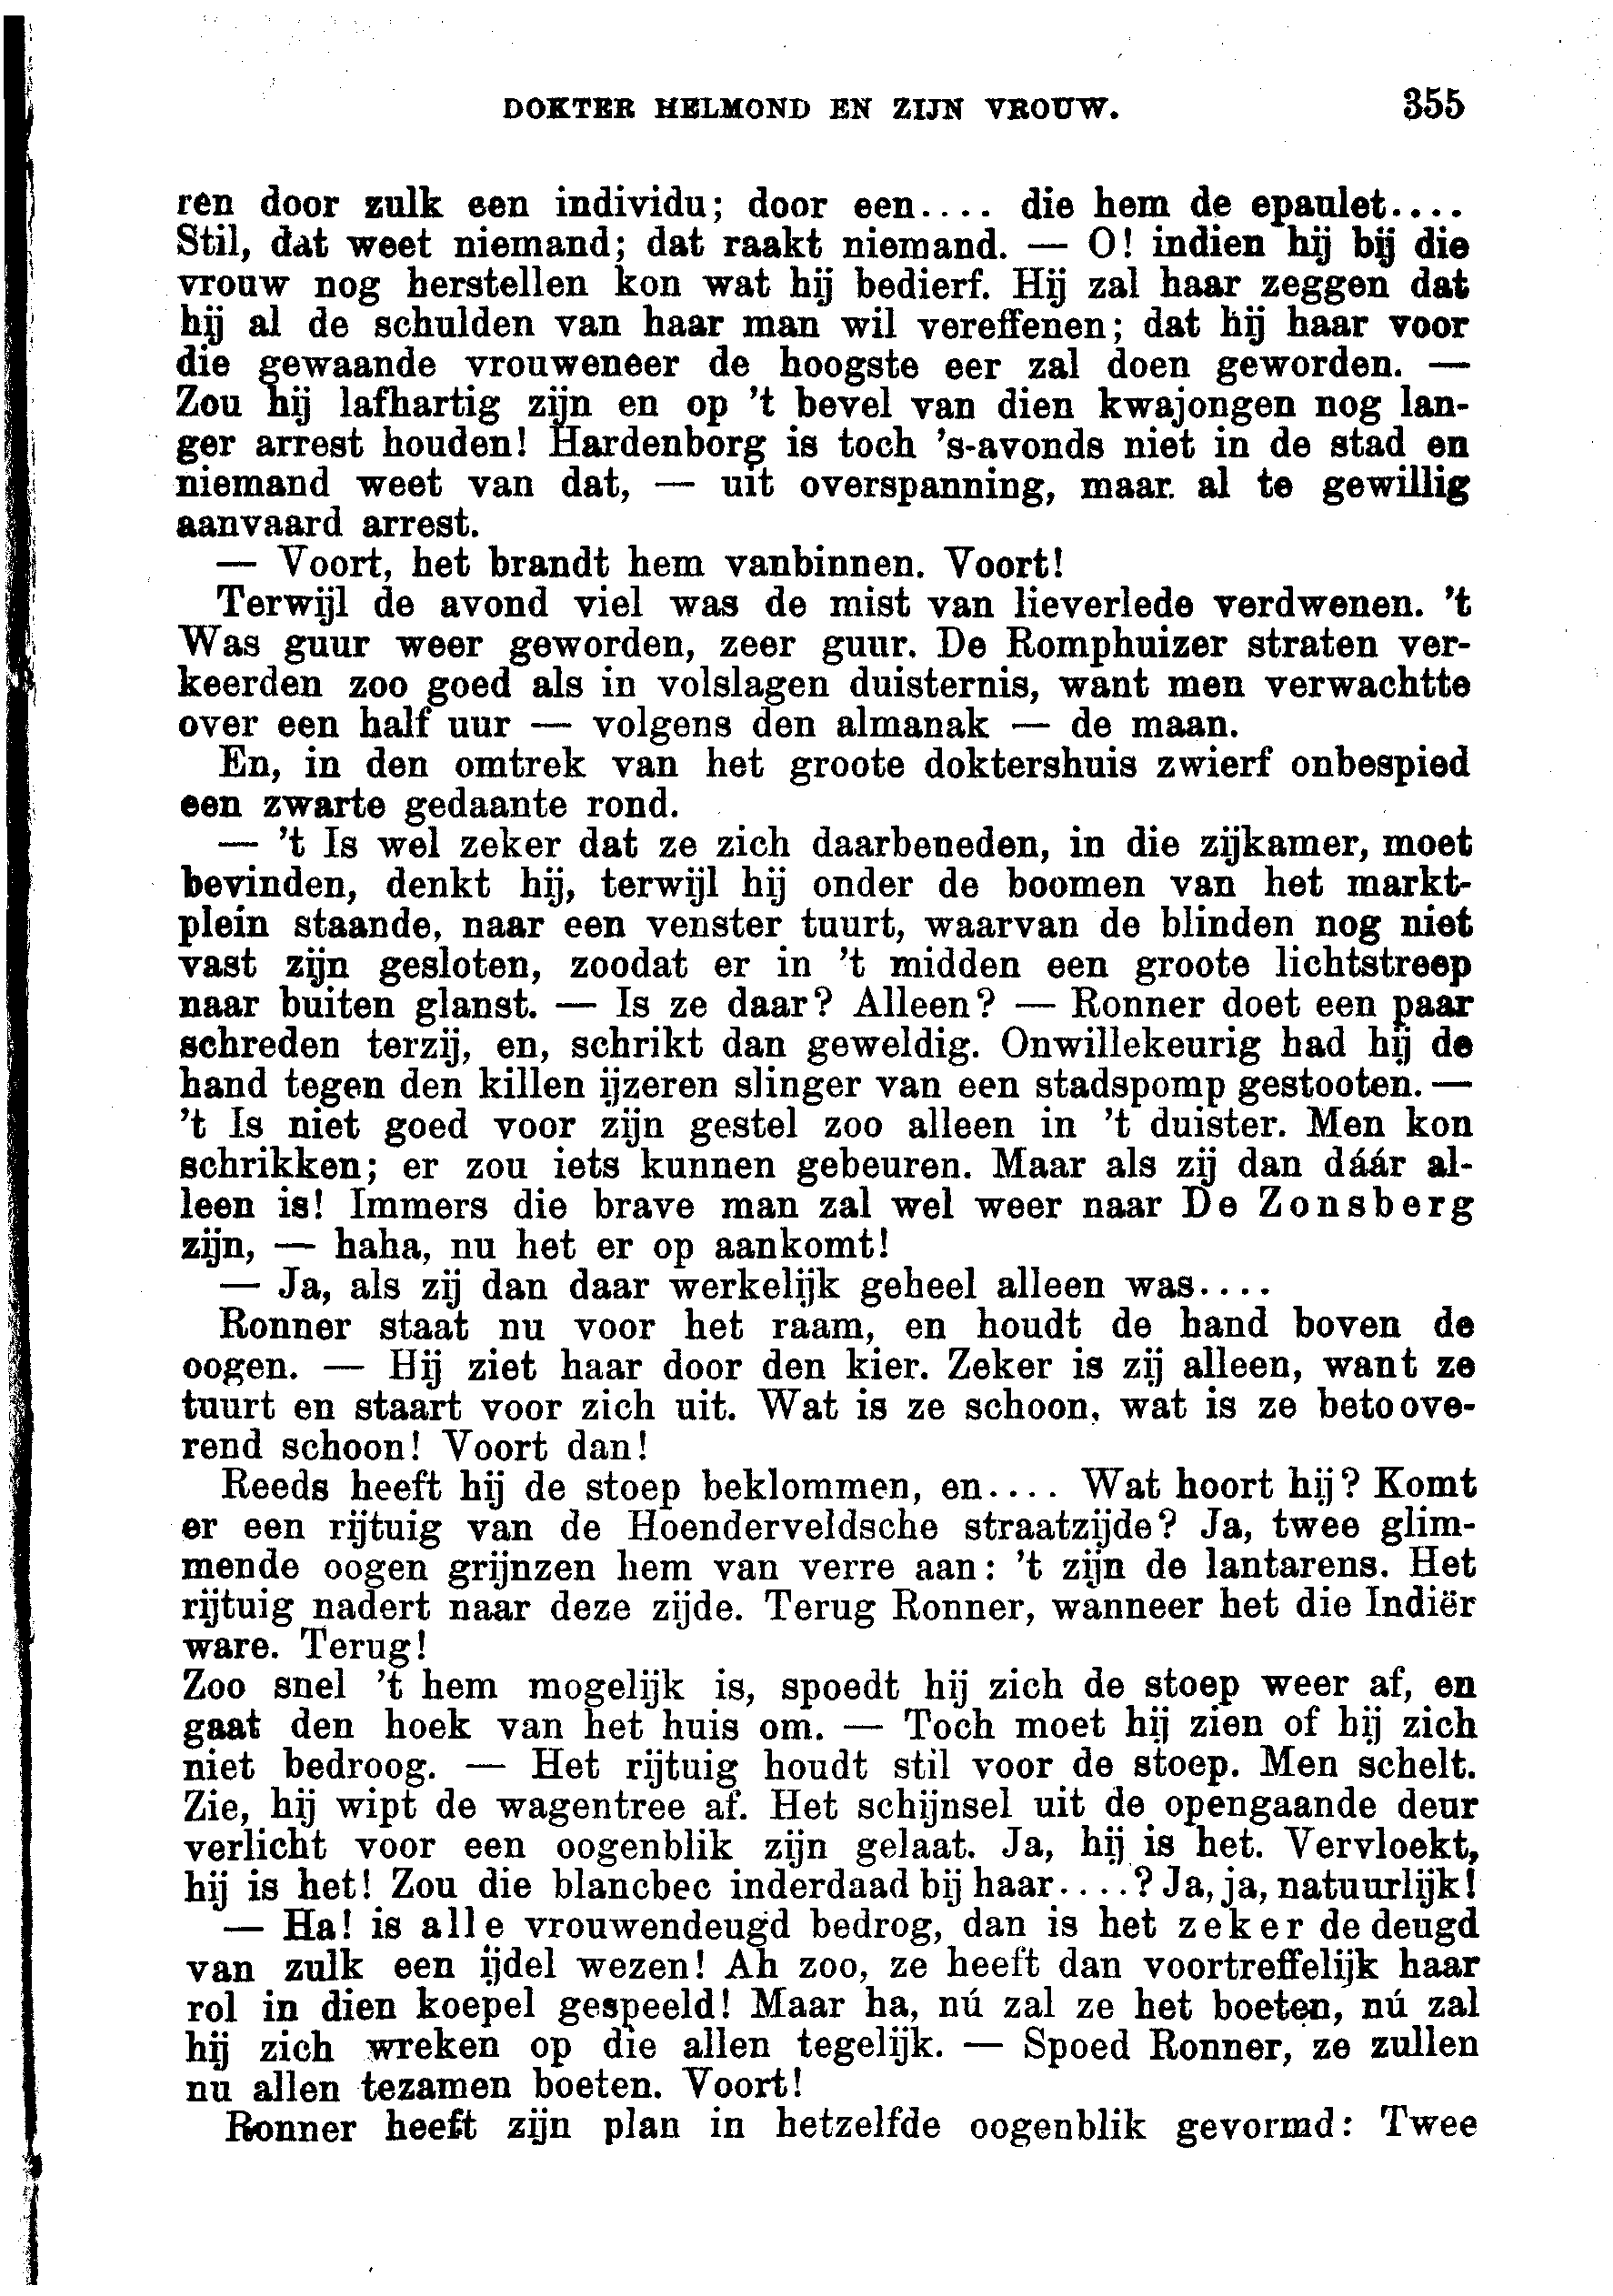 DOKTER HELMOND EN ZIJN VROUW. 355
ren door zulk een individu; door een.... die hem de epaulet....
Stil, dat weet niemand; dat raakt niemand. — O! indien hij bij die
vrouw nog herstellen kon wat hij bedierf. Hij zal haar zeggen dat
hij al de schulden van haar man wil vereffenen; dat hij haar voor
die gewaande vrouweneer de hoogste eer zal doen geworden. —
Zou hij lafhartig zijn en op 't bevel van dien kwajongen nog lan-
ger arrest houden! Hardenborg is toch 's-avonds niet in de stad en
niemand weet van dat, — uit overspanning, maar al te gewillig
aanvaard arrest.
— Voort, het brandt hem vanbinnen. Voort!
Terwijl de avond viel was de mist van lieverlede verdwenen. 't
Was guur weer geworden, zeer guur. De Romphuizer straten ver-
keerden zoo goed als in volslagen duisternis, want men verwachtte
over een half uur — volgens den almanak — de maan.
En, in den omtrek van het groote doktershuis zwierf onbespied
een zwarte gedaante rond.
— 't Is wel zeker dat ze zich daarbeneden, in die zijkamer, moet
bevinden, denkt hij, terwijl hij onder de boomen van het markt-
plein staande, naar een venster tuurt, waarvan de blinden nog niet
vast zijn gesloten, zoodat er in 't midden een groote lichtstreep
naar buiten glanst. — Is ze daar? Alleen? — Ronner doet een paar
schreden terzij, en, schrikt dan geweldig. Onwillekeurig had hij de
hand tegen den killen ijzeren slinger van een stadspomp gestooten. —
't Is niet goed voor zijn gestel zoo alleen in 't duister. Men kon
schrikken; er zou iets kunnen gebeuren. Maar als zij dan dáár al-
leen is! Immers die brave man zal wel weer naar De Zonsberg
zijn, — haha, nu het er op aankomt!
— Ja, als zij dan daar werkelijk geheel alleen was....
Ronner staat nu voor het raam, en houdt de hand boven de
oogen. — Hij ziet haar door den kier. Zeker is zij alleen, want ze
tuurt en staart voor zich uit. Wat is ze schoon, wat is ze betoove-
rend schoon! Voort dan!
Reeds heeft hij de stoep beklommen, en.... Wat hoort hij? Komt
er een rijtuig van de Hoenderveldsche straatzijde? Ja, twee glim-
mende oogen grijnzen hem van verre aan: 't zijn de lantarens. Het
rijtuig nadert naar deze zijde. Terug Ronner, wanneer het die Indiër
ware. Terug!
Zoo snel 't hem mogelijk is, spoedt hij zich de stoep weer af, en
gaat den hoek van het huis om. — Toch moet hij zien of hij zich
niet bedroog. — Het rijtuig houdt stil voor de stoep. Men schelt.
Zie, hij wipt de wagentree af. Het schijnsel uit de opengaande deur
verlicht voor een oogenblik zijn gelaat. Ja, hij is het. Vervloekt,
hij is het! Zou die blancbec inderdaad bij haar....? Ja, ja, natuurlijk!
— Ha! is alle vrouwendeugd bedrog, dan is het zeker de deugd
van zulk een ijdel wezen! Ah zoo, ze heeft dan voortreffelijk haar
rol in dien koepel gespeeld! Maar ha, nú zal ze het boeten, nú zal
hij zich wreken op die allen tegelijk. — Spoed Ronner, ze zullen
nu allen tezamen boeten. Voort!
Ronner heeft zijn plan in hetzelfde oogenblik gevormd: Twee